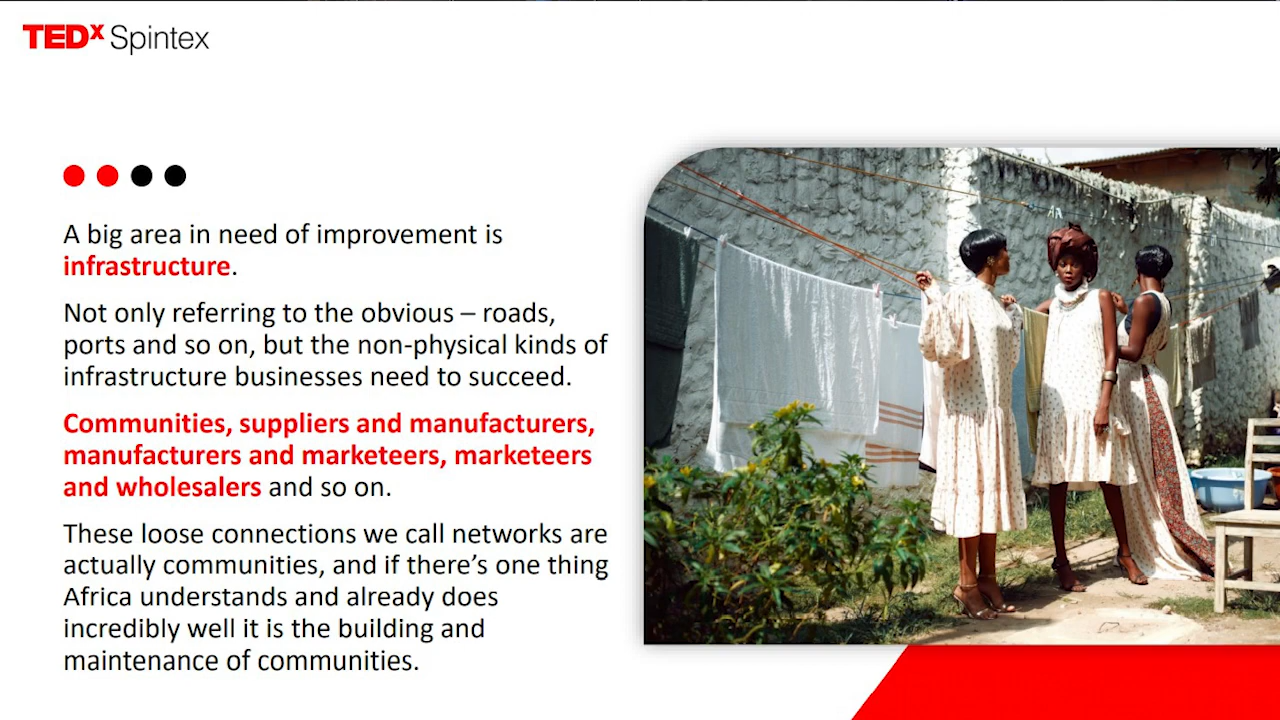 TEDx Spintex
A big area in need of improvement is
infrastructure.
Not only referring to the obvious – roads,
ports and so on, but the non-physical kinds of
infrastructure businesses need to succeed.
Communities, suppliers and manufacturers,
manufacturers and marketeers, marketeers
and wholesalers and so on.
These loose connections we call networks are
actually communities, and if there’s one thing
Africa understands and already does
incredibly well it is the building and
maintenance of communities.